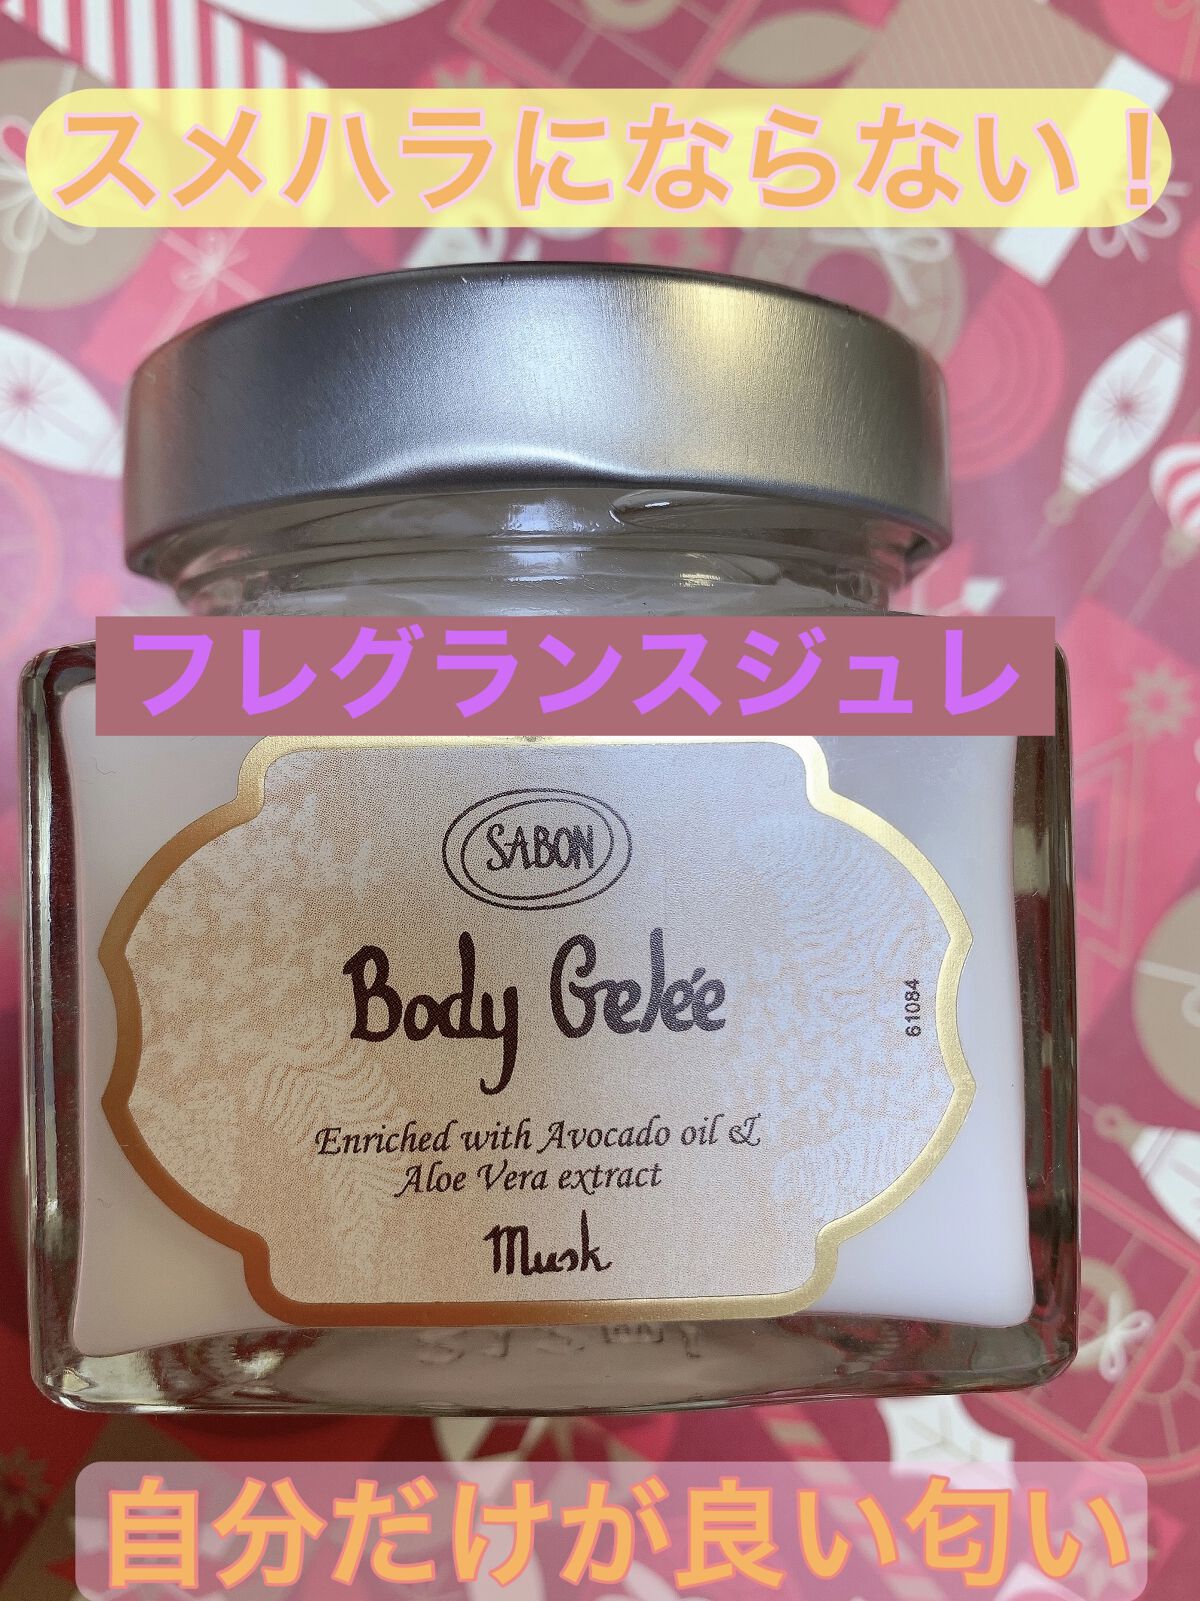 スメハラにならない！
フレグランスジュレ
SABON
Body Gelée
61084
Enriched with Avocado oil &
Aloe Vera extract
Musk
自分だけが良い匂い